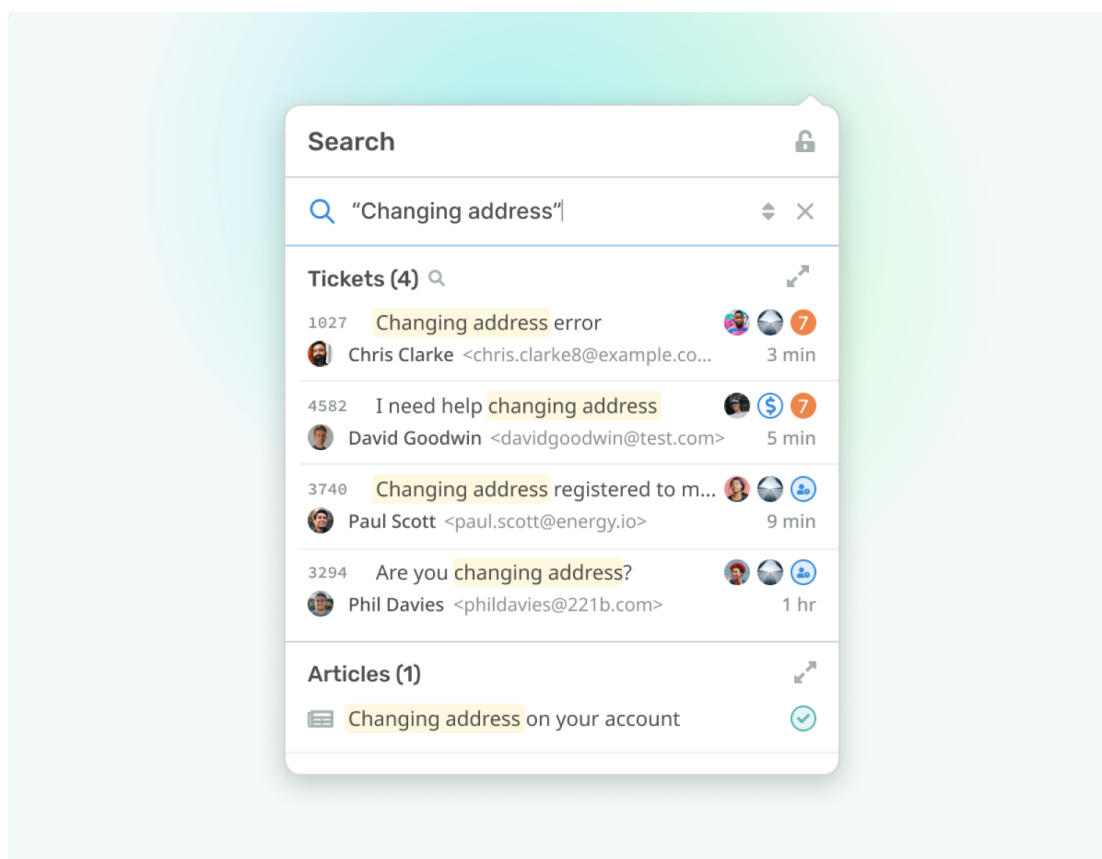 Search
“Changing address”
Tickets (4)
1027 Changing address error 7
Chris Clarke <chris.clarke8@example.co... 3 min
4582 I need help changing address $ 7
David Goodwin <davidgoodwin@test.com> 5 min
3740 Changing address registered to m...
Paul Scott <paul.scott@energy.io> 9 min
3294 Are you changing address?
Phil Davies <phildavies@221b.com> 1 hr
Articles (1)
Changing address on your account